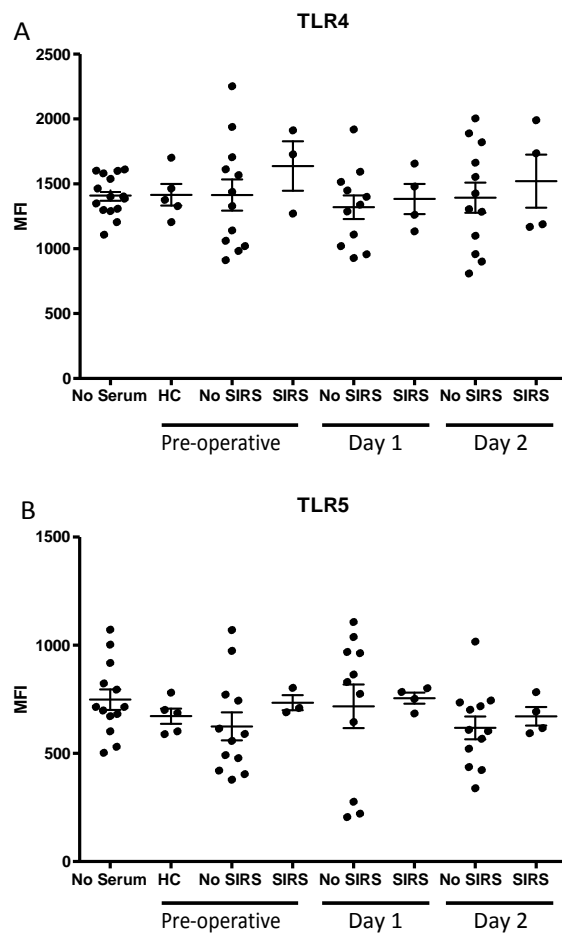 A
TLR4
2500
2000
1500
1000
500
0
MFI
No Serum HC No SIRS SIRS No SIRS SIRS No SIRS SIRS
Pre-operative Day 1 Day 2
B
TLR5
1500
1000
500
0
MFI
No Serum HC No SIRS SIRS No SIRS SIRS No SIRS SIRS
Pre-operative Day 1 Day 2